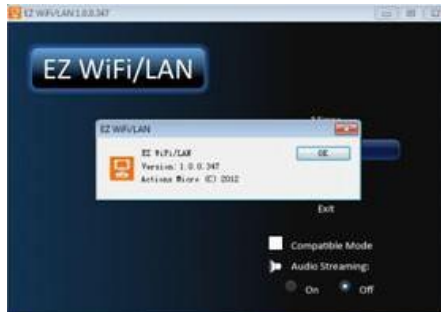 EZ WiFi/LAN 1.0.0.347
EZ WiFi/LAN
EZ WiFi/LAN
EZ WiFi/LAN
Version: 1.0.0.347
Actions Micro (C) 2012
OK
Exit
Compatible Mode
Audio Streaming:
On Off